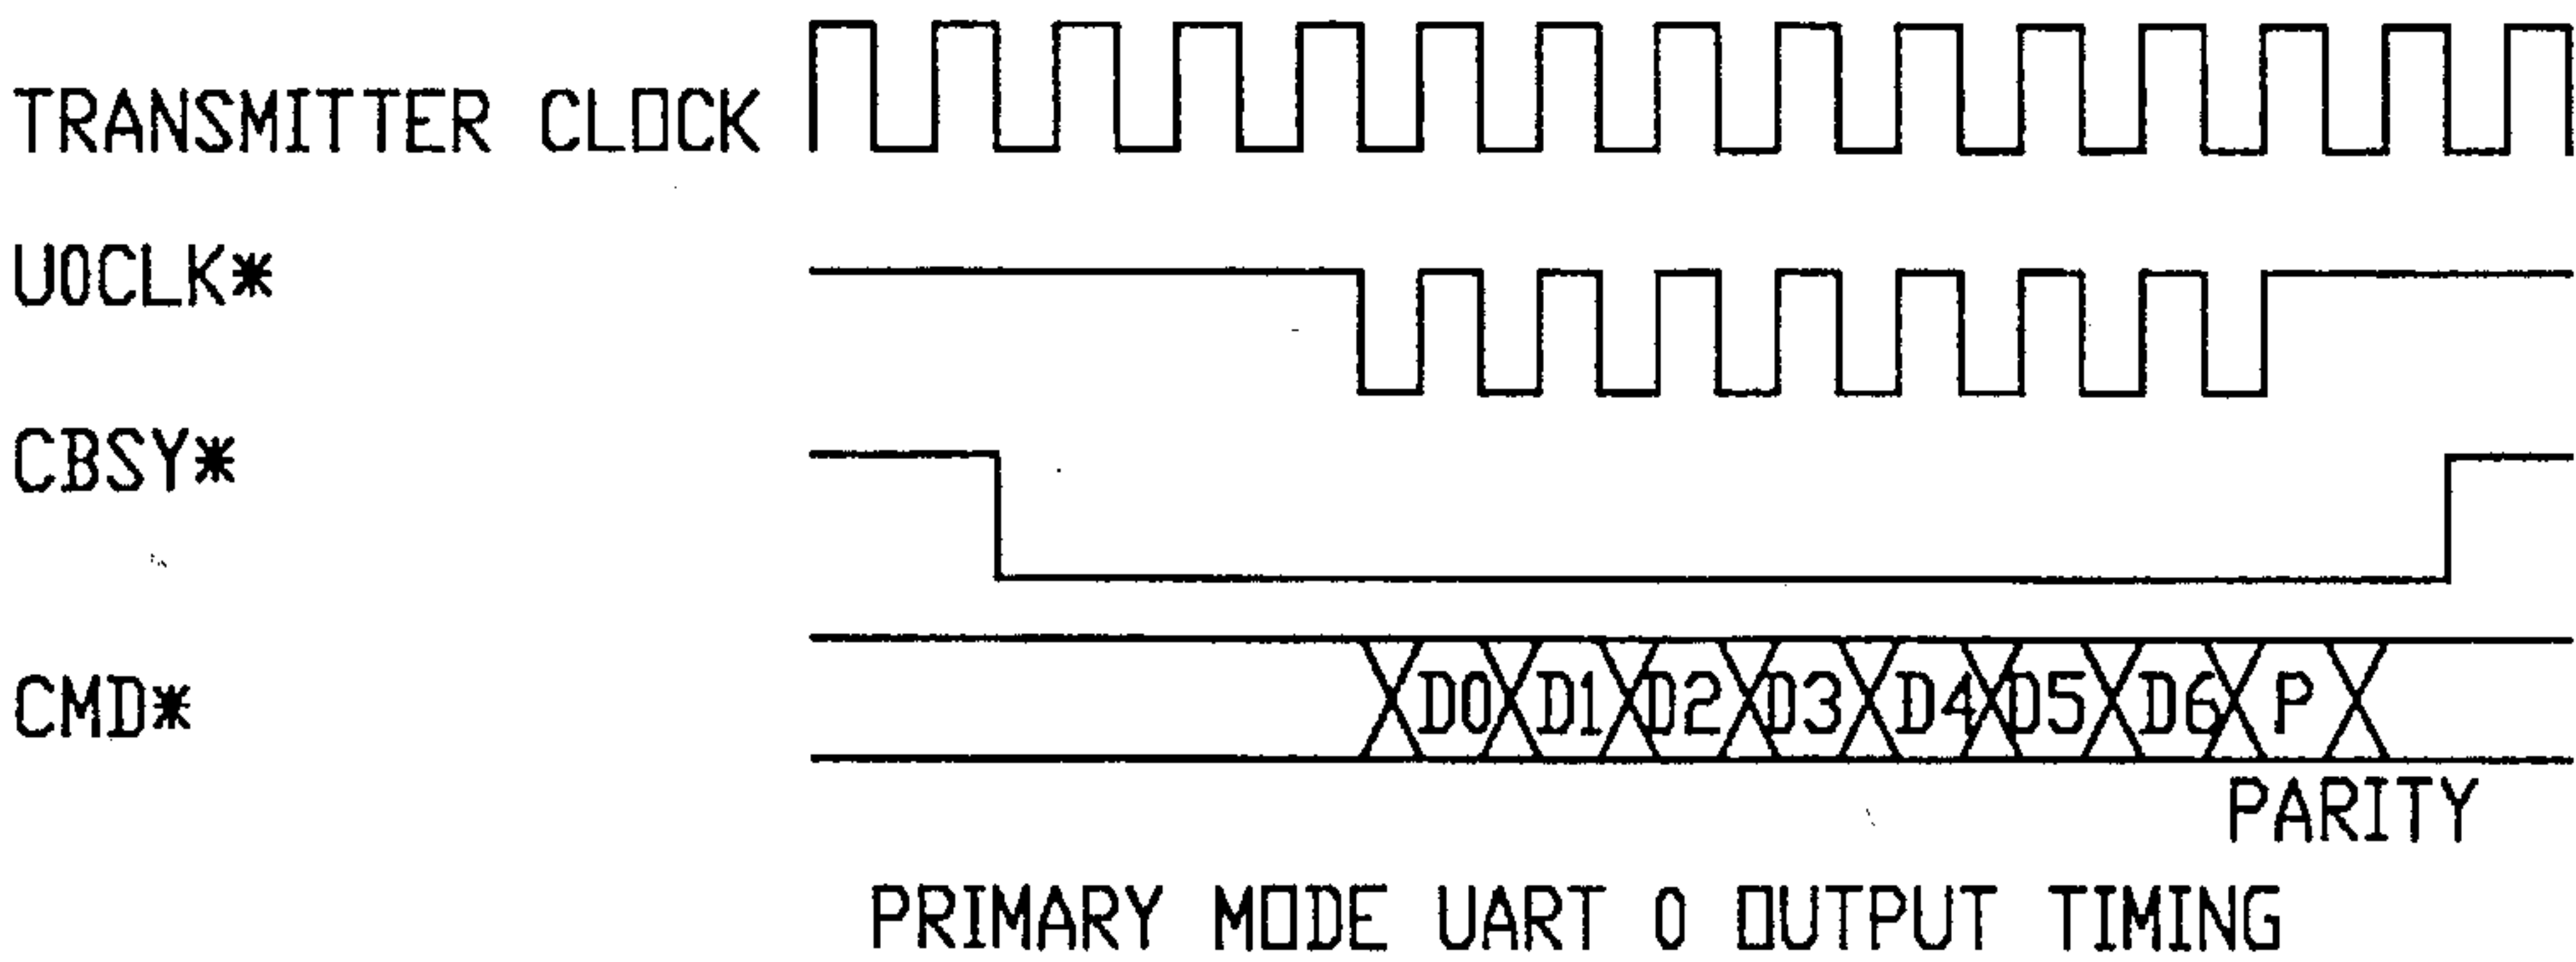 TRANSMITTER CLOCK
U0CLK*
CBSY*
CMD*
D0 D1 D2 D3 D4 D5 D6 P
PARITY
PRIMARY MODE UART 0 OUTPUT TIMING